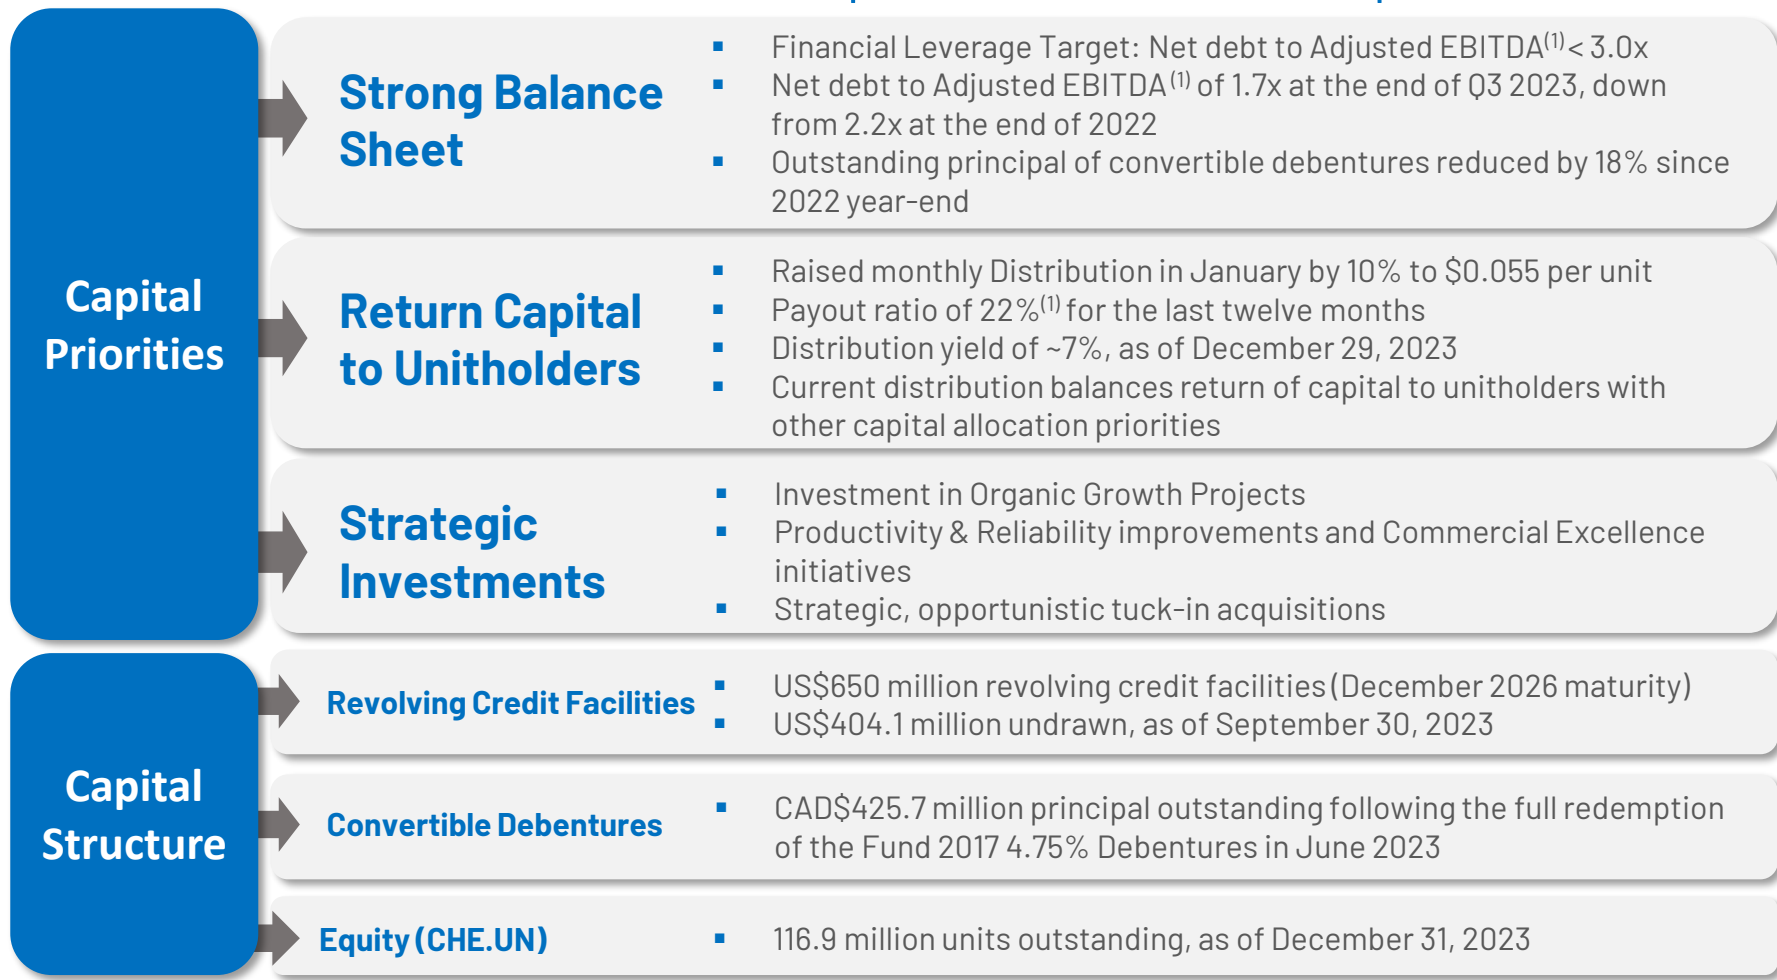 Capital
Priorities
Strong Balance
Sheet
▪ Financial Leverage Target: Net debt to Adjusted EBITDA(1) < 3.0x
▪ Net debt to Adjusted EBITDA(1) of 1.7x at the end of Q3 2023, down
from 2.2x at the end of 2022
▪ Outstanding principal of convertible debentures reduced by 18% since
2022 year-end
Return Capital
to Unitholders
▪ Raised monthly Distribution in January by 10% to $0.055 per unit
▪ Payout ratio of 22%(1) for the last twelve months
▪ Distribution yield of ~7%, as of December 29, 2023
▪ Current distribution balances return of capital to unitholders with
other capital allocation priorities
Strategic
Investments
▪ Investment in Organic Growth Projects
▪ Productivity & Reliability improvements and Commercial Excellence
initiatives
▪ Strategic, opportunistic tuck-in acquisitions
Capital
Structure
Revolving Credit Facilities
▪ US$650 million revolving credit facilities (December 2026 maturity)
▪ US$404.1 million undrawn, as of September 30, 2023
Convertible Debentures
▪ CAD$425.7 million principal outstanding following the full redemption
of the Fund 2017 4.75% Debentures in June 2023
Equity (CHE.UN)
▪ 116.9 million units outstanding, as of December 31, 2023